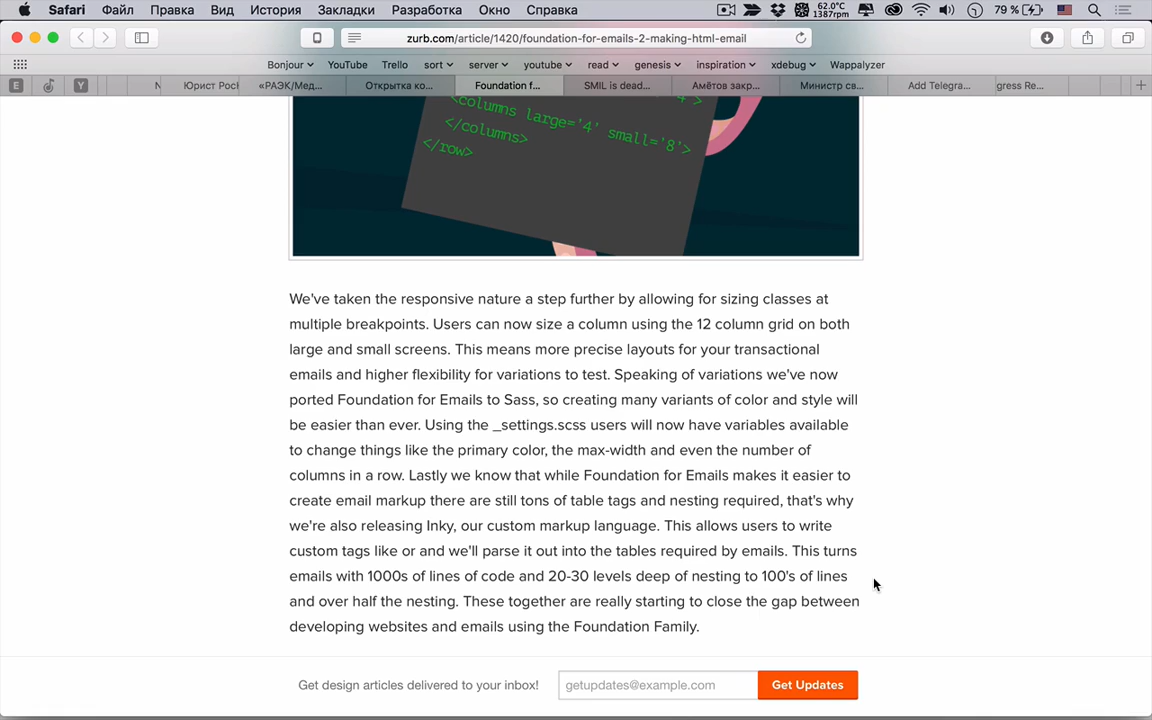 Safari Файл Правка Вид История Закладки Разработка Окно Справка 62.0°C 1387rpm 79 %
zurb.com/article/1420/foundation-for-emails-2-making-html-email
Bonjour YouTube Trello sort server youtube read genesis inspiration xdebug Wappalyzer
E Y N Юрист Росk «РАЭК/Мед... Открытка ко... Foundation f... SMIL is dead... Амётов закр... Министр св... Add Telegra... gress Re...
<columns large='4'
</columns> small='8'>
</row>
We've taken the responsive nature a step further by allowing for sizing classes at
multiple breakpoints. Users can now size a column using the 12 column grid on both
large and small screens. This means more precise layouts for your transactional
emails and higher flexibility for variations to test. Speaking of variations we've now
ported Foundation for Emails to Sass, so creating many variants of color and style will
be easier than ever. Using the _settings.scss users will now have variables available
to change things like the primary color, the max-width and even the number of
columns in a row. Lastly we know that while Foundation for Emails makes it easier to
create email markup there are still tons of table tags and nesting required, that's why
we're also releasing Inky, our custom markup language. This allows users to write
custom tags like or and we'll parse it out into the tables required by emails. This turns
emails with 1000s of lines of code and 20-30 levels deep of nesting to 100's of lines
and over half the nesting. These together are really starting to close the gap between
developing websites and emails using the Foundation Family.
Get design articles delivered to your inbox! getupdates@example.com Get Updates